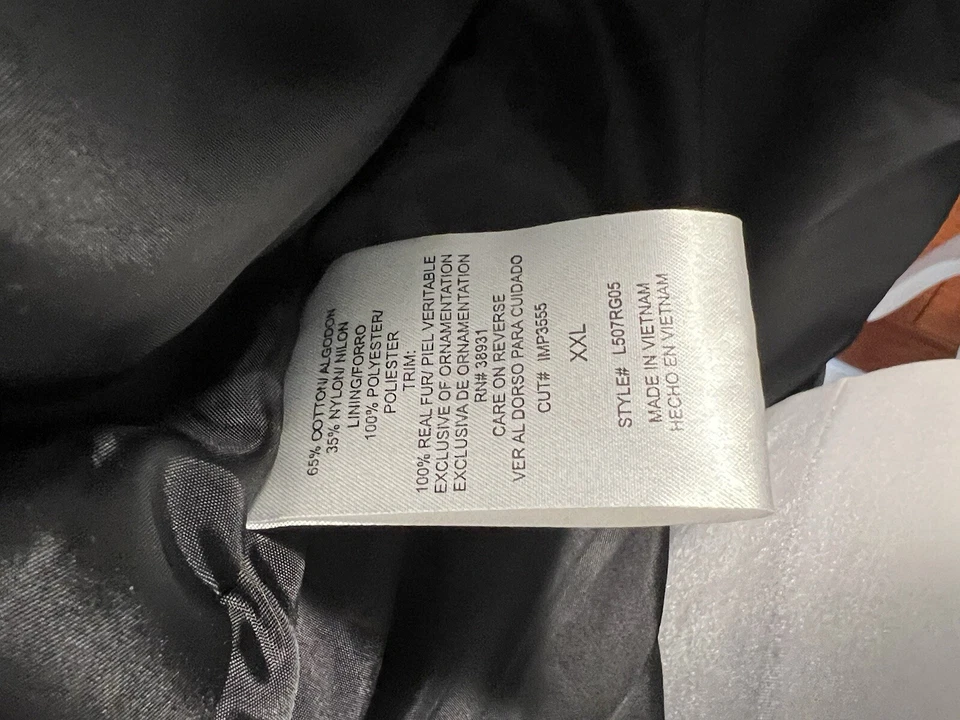 65% COTTON/ ALGODON
35% NYLON/ NILON
LINING/FORRO
100% POLYESTER/
POLIESTER
TRIM:
100% REAL FUR/ PIEL VERITABLE
EXCLUSIVE OF ORNAMENTATION
EXCLUSIVA DE ORNAMENTATION
RN# 38931
CARE ON REVERSE
VER AL DORSO PARA CUIDADO
CUT# IMP3555
XXL
STYLE# L507RG05
MADE IN VIETNAM
HECHO EN VIETNAM